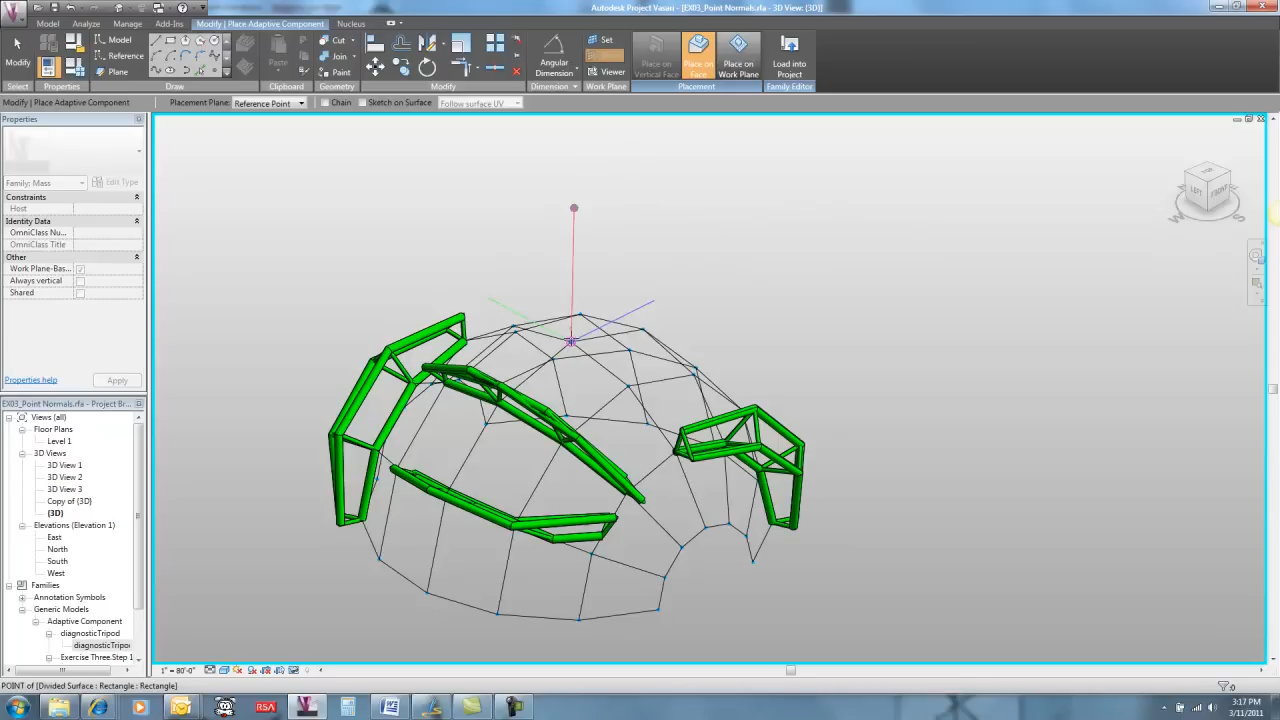 Autodesk Project Vasari - [EX03_Point Normals.rfa - 3D View: {3D}]
Model Analyze Manage Add-Ins Modify | Place Adaptive Component Nucleus
Modify
Select
Properties
Model
Reference
Plane
Draw
Paste
Clipboard
Cut
Join
Paint
Geometry
Modify
Angular
Dimension
Dimension
Set
Viewer
Work Plane
Place on
Vertical Face
Place on
Face
Place on
Work Plane
Placement
Load into
Project
Family Editor
Modify | Place Adaptive Component Placement Plane: Reference Point Chain Sketch on Surface Follow surface UV
Properties
Family: Mass Edit Type
Constraints
Host
Identity Data
OmniClass Nu...
OmniClass Title
Other
Work Plane-Bas...
Always vertical
Shared
Properties help Apply
EX03_Point Normals.rfa - Project Br...
Views (all)
Floor Plans
Level 1
3D Views
3D View 1
3D View 2
3D View 3
Copy of {3D}
{3D}
Elevations (Elevation 1)
East
North
South
West
Families
Annotation Symbols
Generic Models
Adaptive Component
diagnosticTripod
diagnosticTripo
Exercise Three.Step 1
TOP
LEFT
FRONT
W
S
1" = 80'-0"
POINT of [Divided Surface : Rectangle : Rectangle]
:0
RSA
3:17 PM
3/11/2011